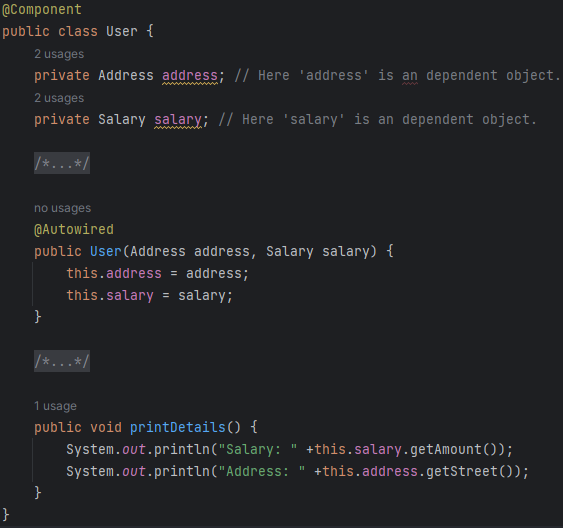 @Component
public class User {
2 usages
private Address address; // Here 'address' is an dependent object.
2 usages
private Salary salary; // Here 'salary' is an dependent object.
/*...*/
no usages
@Autowired
public User(Address address, Salary salary) {
this.address = address;
this.salary = salary;
}
/*...*/
1 usage
public void printDetails() {
System.out.println("Salary: " +this.salary.getAmount());
System.out.println("Address: " +this.address.getStreet());
}
}